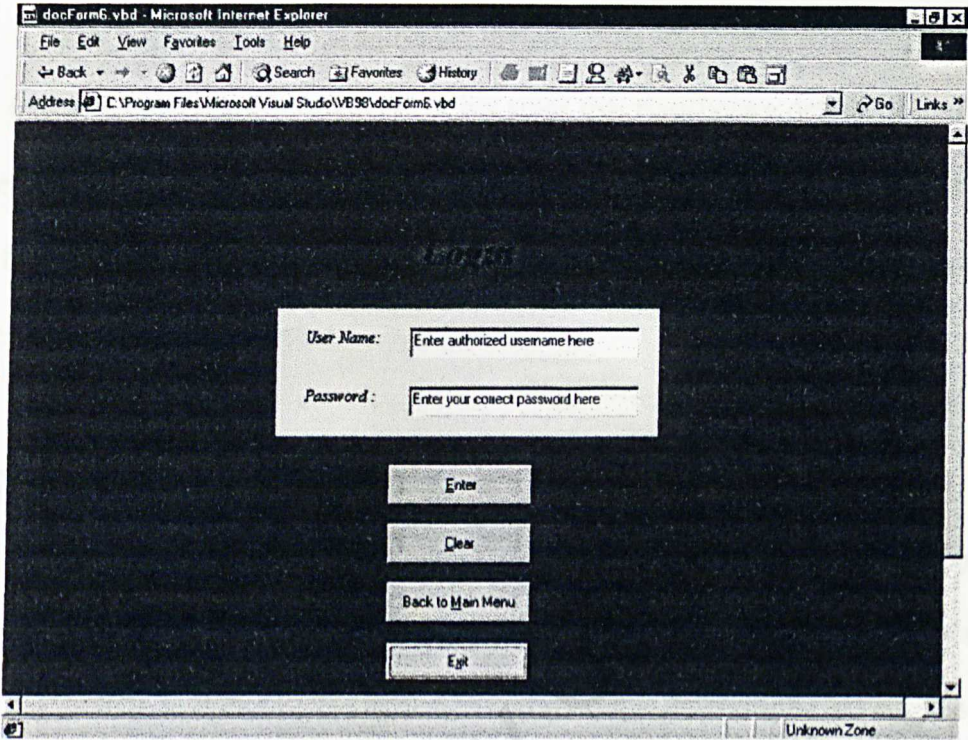 docForm6.vbd - Microsoft Internet Explorer
File Edit View Favorites Tools Help
Back Search Favorites History
Address C:\Program Files\Microsoft Visual Studio\VB98\docForm6.vbd Go Links »
Login
User Name: Enter authorized username here
Password : Enter your correct password here
Enter
Clear
Back to Main Menu
Exit
Unknown Zone